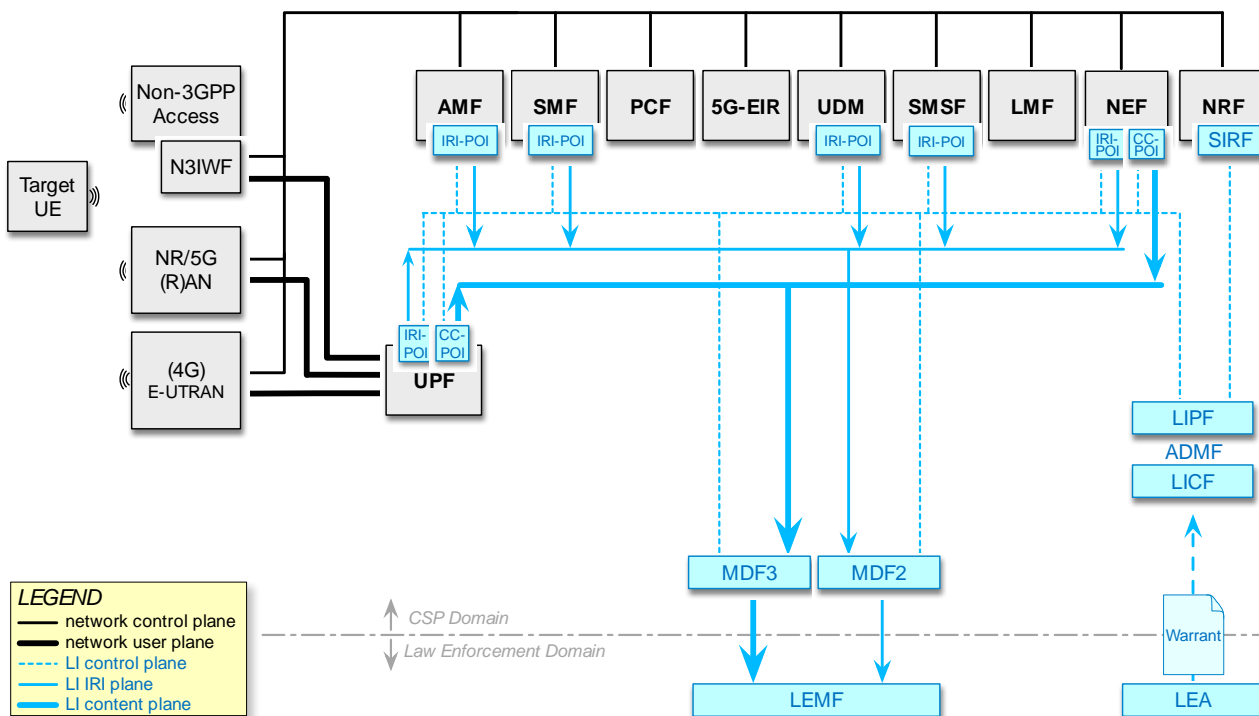 Non-3GPP
Access
N3IWF
Target
UE
NR/5G
(R)AN
(4G)
E-UTRAN
AMF
SMF
PCF
5G-EIR
UDM
SMSF
LMF
NEF
NRF
IRI-POI
IRI-POI
IRI-POI
IRI-POI
IRI-
POI
CC-
POI
SIRF
IRI-
POI
CC-
POI
UPF
LIPF
ADMF
LICF
MDF3
MDF2
LEGEND
network control plane
network user plane
LI control plane
LI IRI plane
LI content plane
CSP Domain
Law Enforcement Domain
Warrant
LEMF
LEA